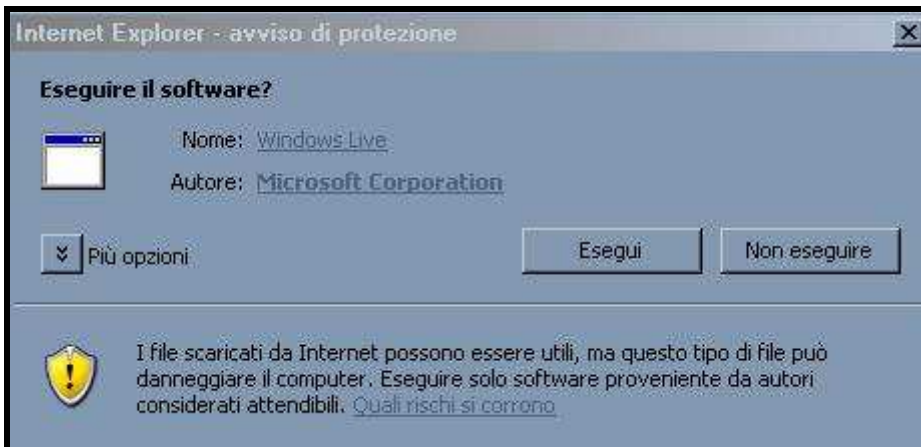 Internet Explorer - avviso di protezione
Eseguire il software?
Nome: Windows Live
Autore: Microsoft Corporation
Più opzioni
Esegui
Non eseguire
I file scaricati da Internet possono essere utili, ma questo tipo di file può
danneggiare il computer. Eseguire solo software proveniente da autori
considerati attendibili. Quali rischi si corrono